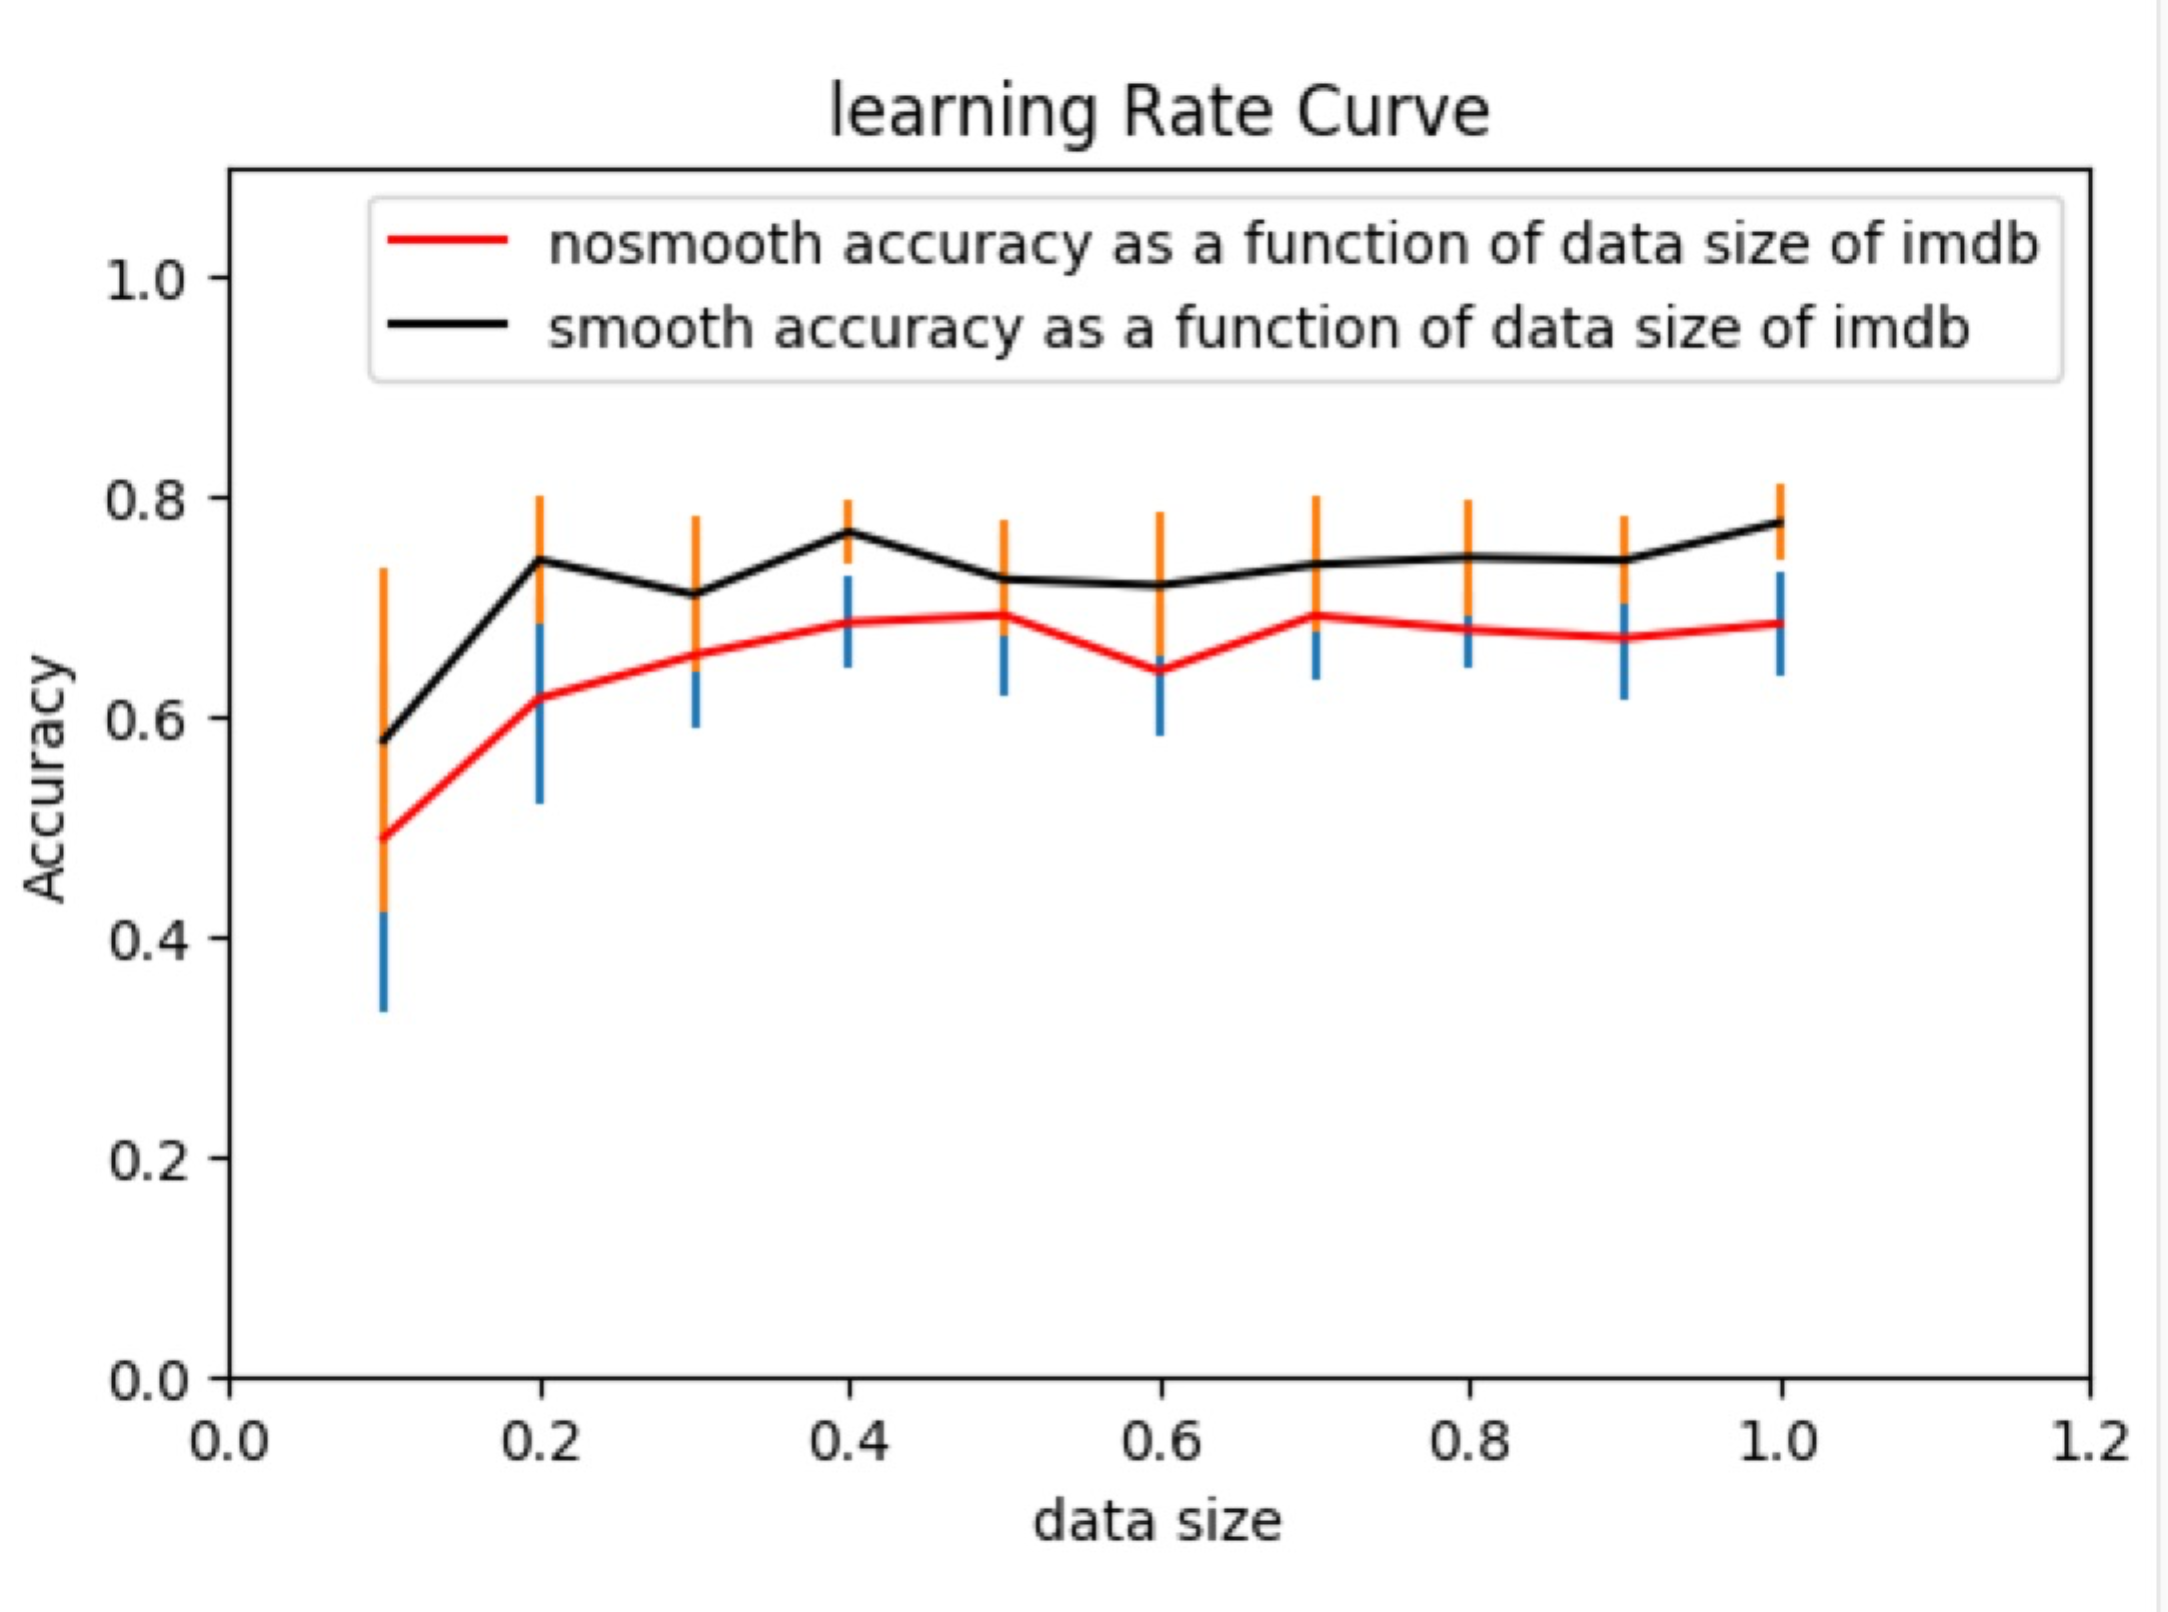 learning Rate Curve
nosmooth accuracy as a function of data size of imdb
smooth accuracy as a function of data size of imdb
1.0
0.8
0.6
0.4
0.2
0.0
Accuracy
0.0 0.2 0.4 0.6 0.8 1.0 1.2
data size